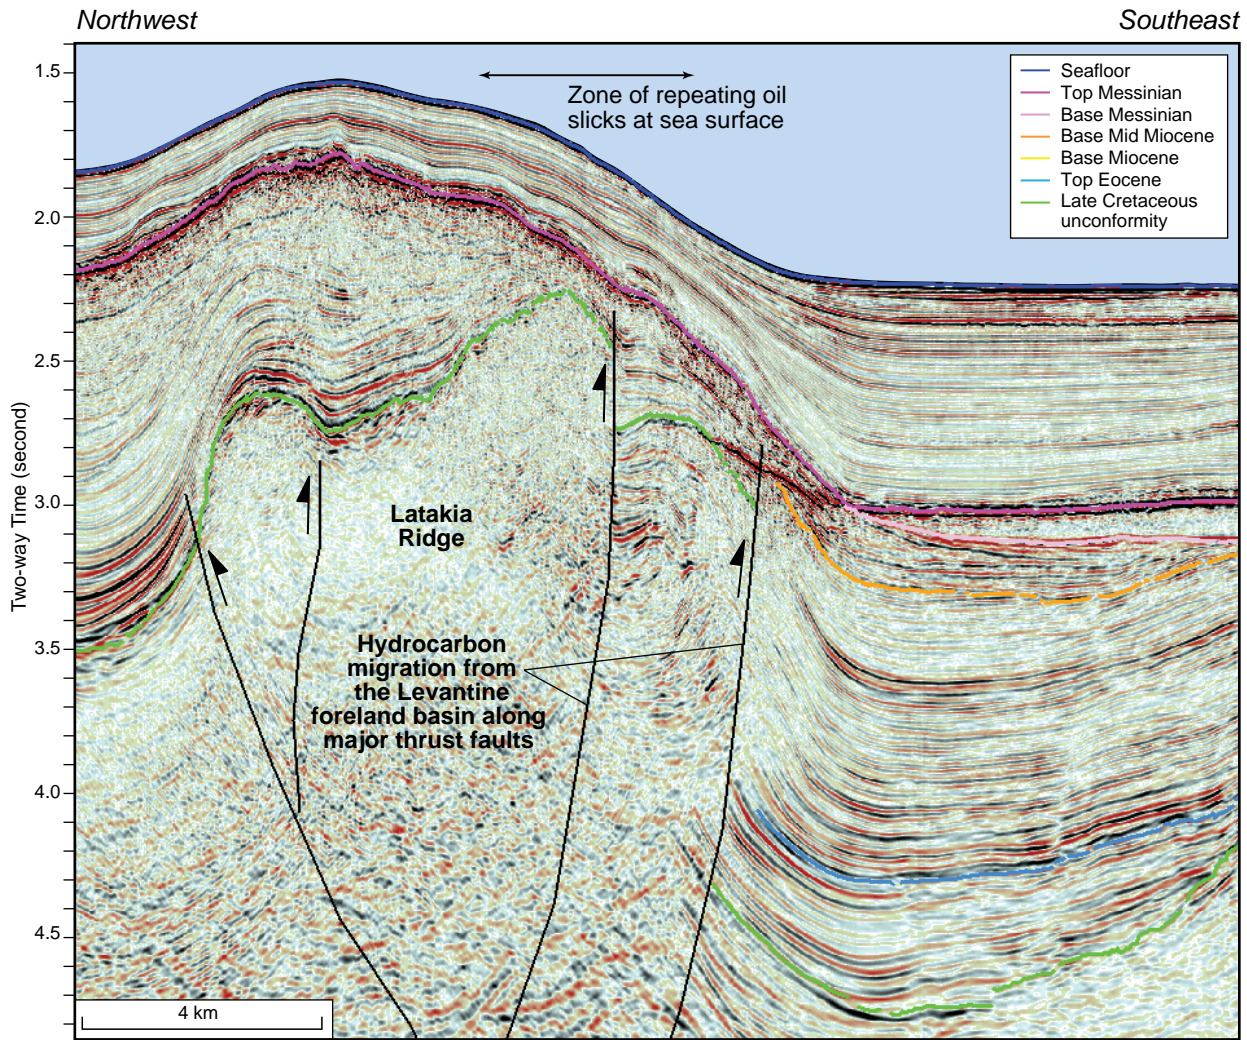 Northwest
Southeast
Zone of repeating oil
slicks at sea surface
Seafloor
Top Messinian
Base Messinian
Base Mid Miocene
Base Miocene
Top Eocene
Late Cretaceous
unconformity
Two-way Time (second)
1.5
2.0
2.5
3.0
3.5
4.0
4.5
Latakia
Ridge
Hydrocarbon
migration from
the Levantine
foreland basin along
major thrust faults
4 km